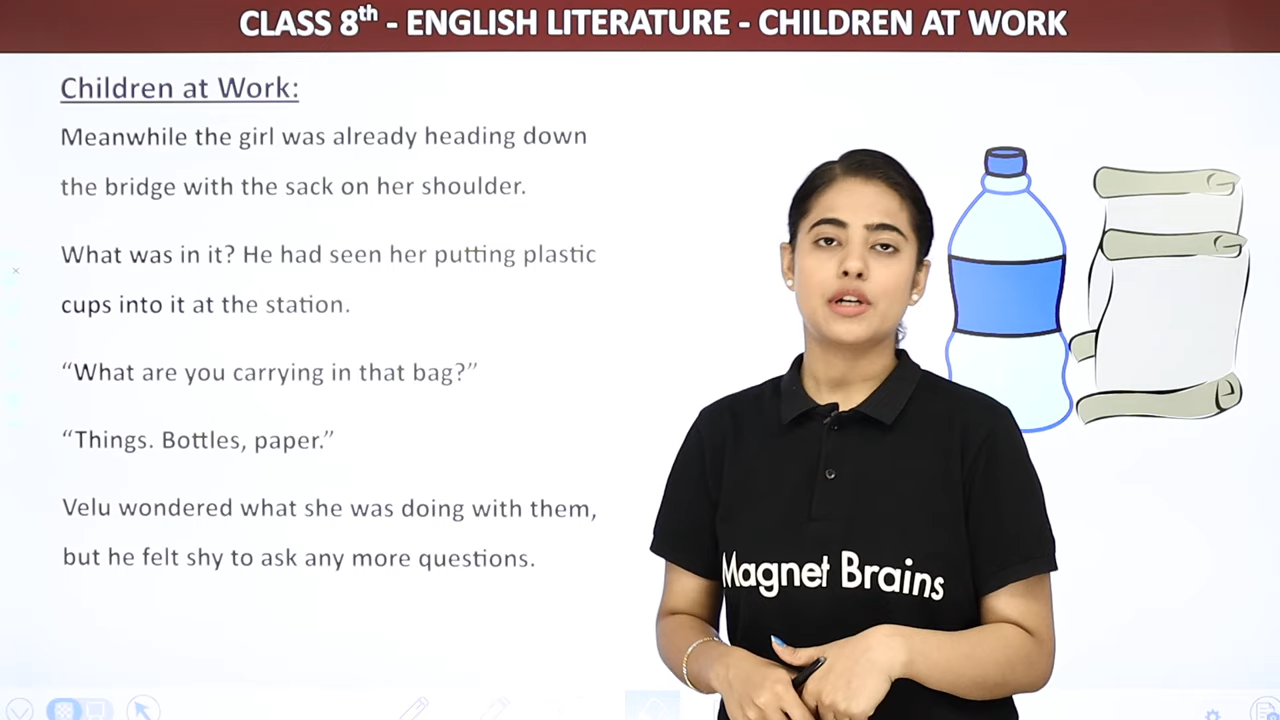 CLASS 8th - ENGLISH LITERATURE - CHILDREN AT WORK
Children at Work:
Meanwhile the girl was already heading down
the bridge with the sack on her shoulder.
What was in it? He had seen her putting plastic
cups into it at the station.
“What are you carrying in that bag?”
“Things. Bottles, paper.”
Velu wondered what she was doing with them,
but he felt shy to ask any more questions.
Magnet Brains